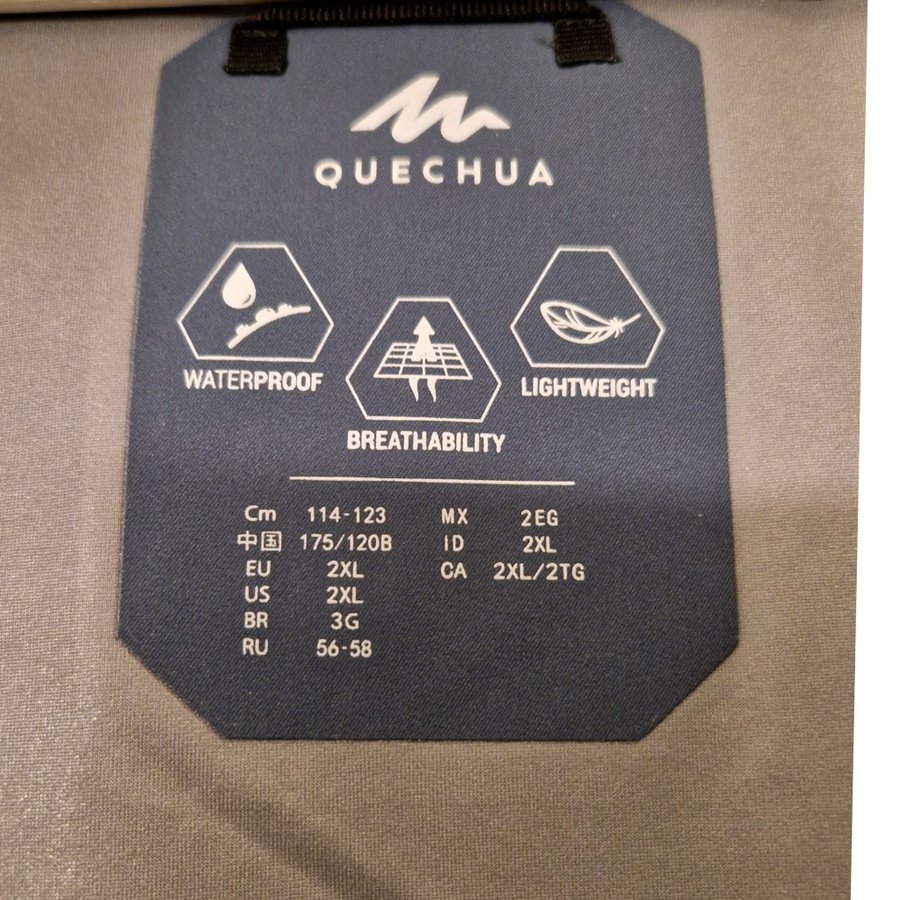 QUECHUA
WATERPROOF
LIGHTWEIGHT
BREATHABILITY
Cm 114-123
中国 175/120B
EU 2XL
US 2XL
BR 3G
RU 56-58
MX 2EG
ID 2XL
CA 2XL/2TG